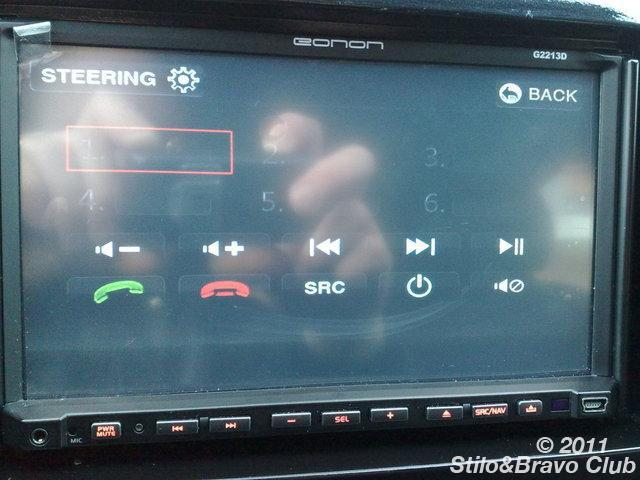 eonon
G2213D
STEERING
BACK
1. 2. 3.
4. 5. 6.
SRC
MIC
PWR
MUTE
SEL
SRC/NAV
© 2011
Stilo&Bravo Club